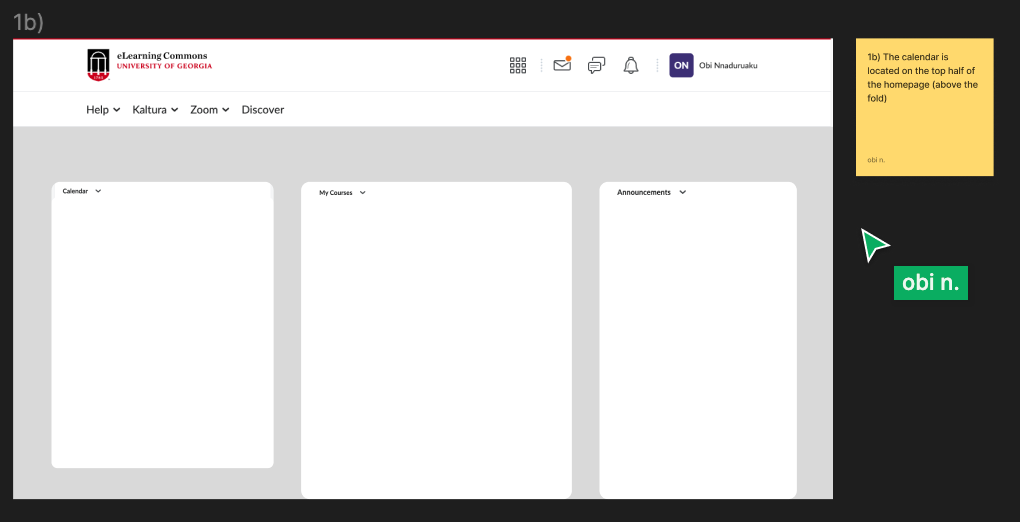 1b)
eLearning Commons
UNIVERSITY OF GEORGIA
1785
ON
Obi Nnaduruaku
Help
Kaltura
Zoom
Discover
Calendar
My Courses
Announcements
1b) The calendar is
located on the top half of
the homepage (above the
fold)
obi n.
obi n.